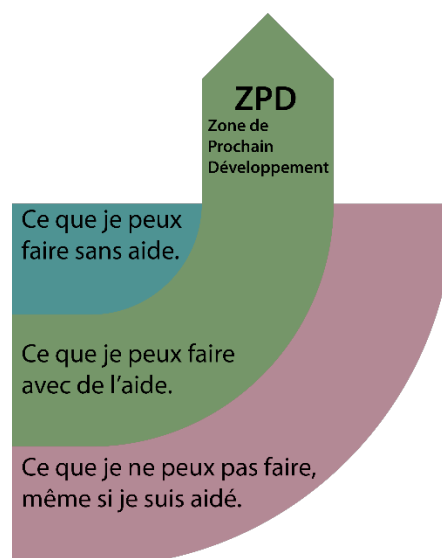 ZPD
Zone de
Prochain
Développement
Ce que je peux
faire sans aide.
Ce que je peux faire
avec de l'aide.
Ce que je ne peux pas faire,
même si je suis aidé.